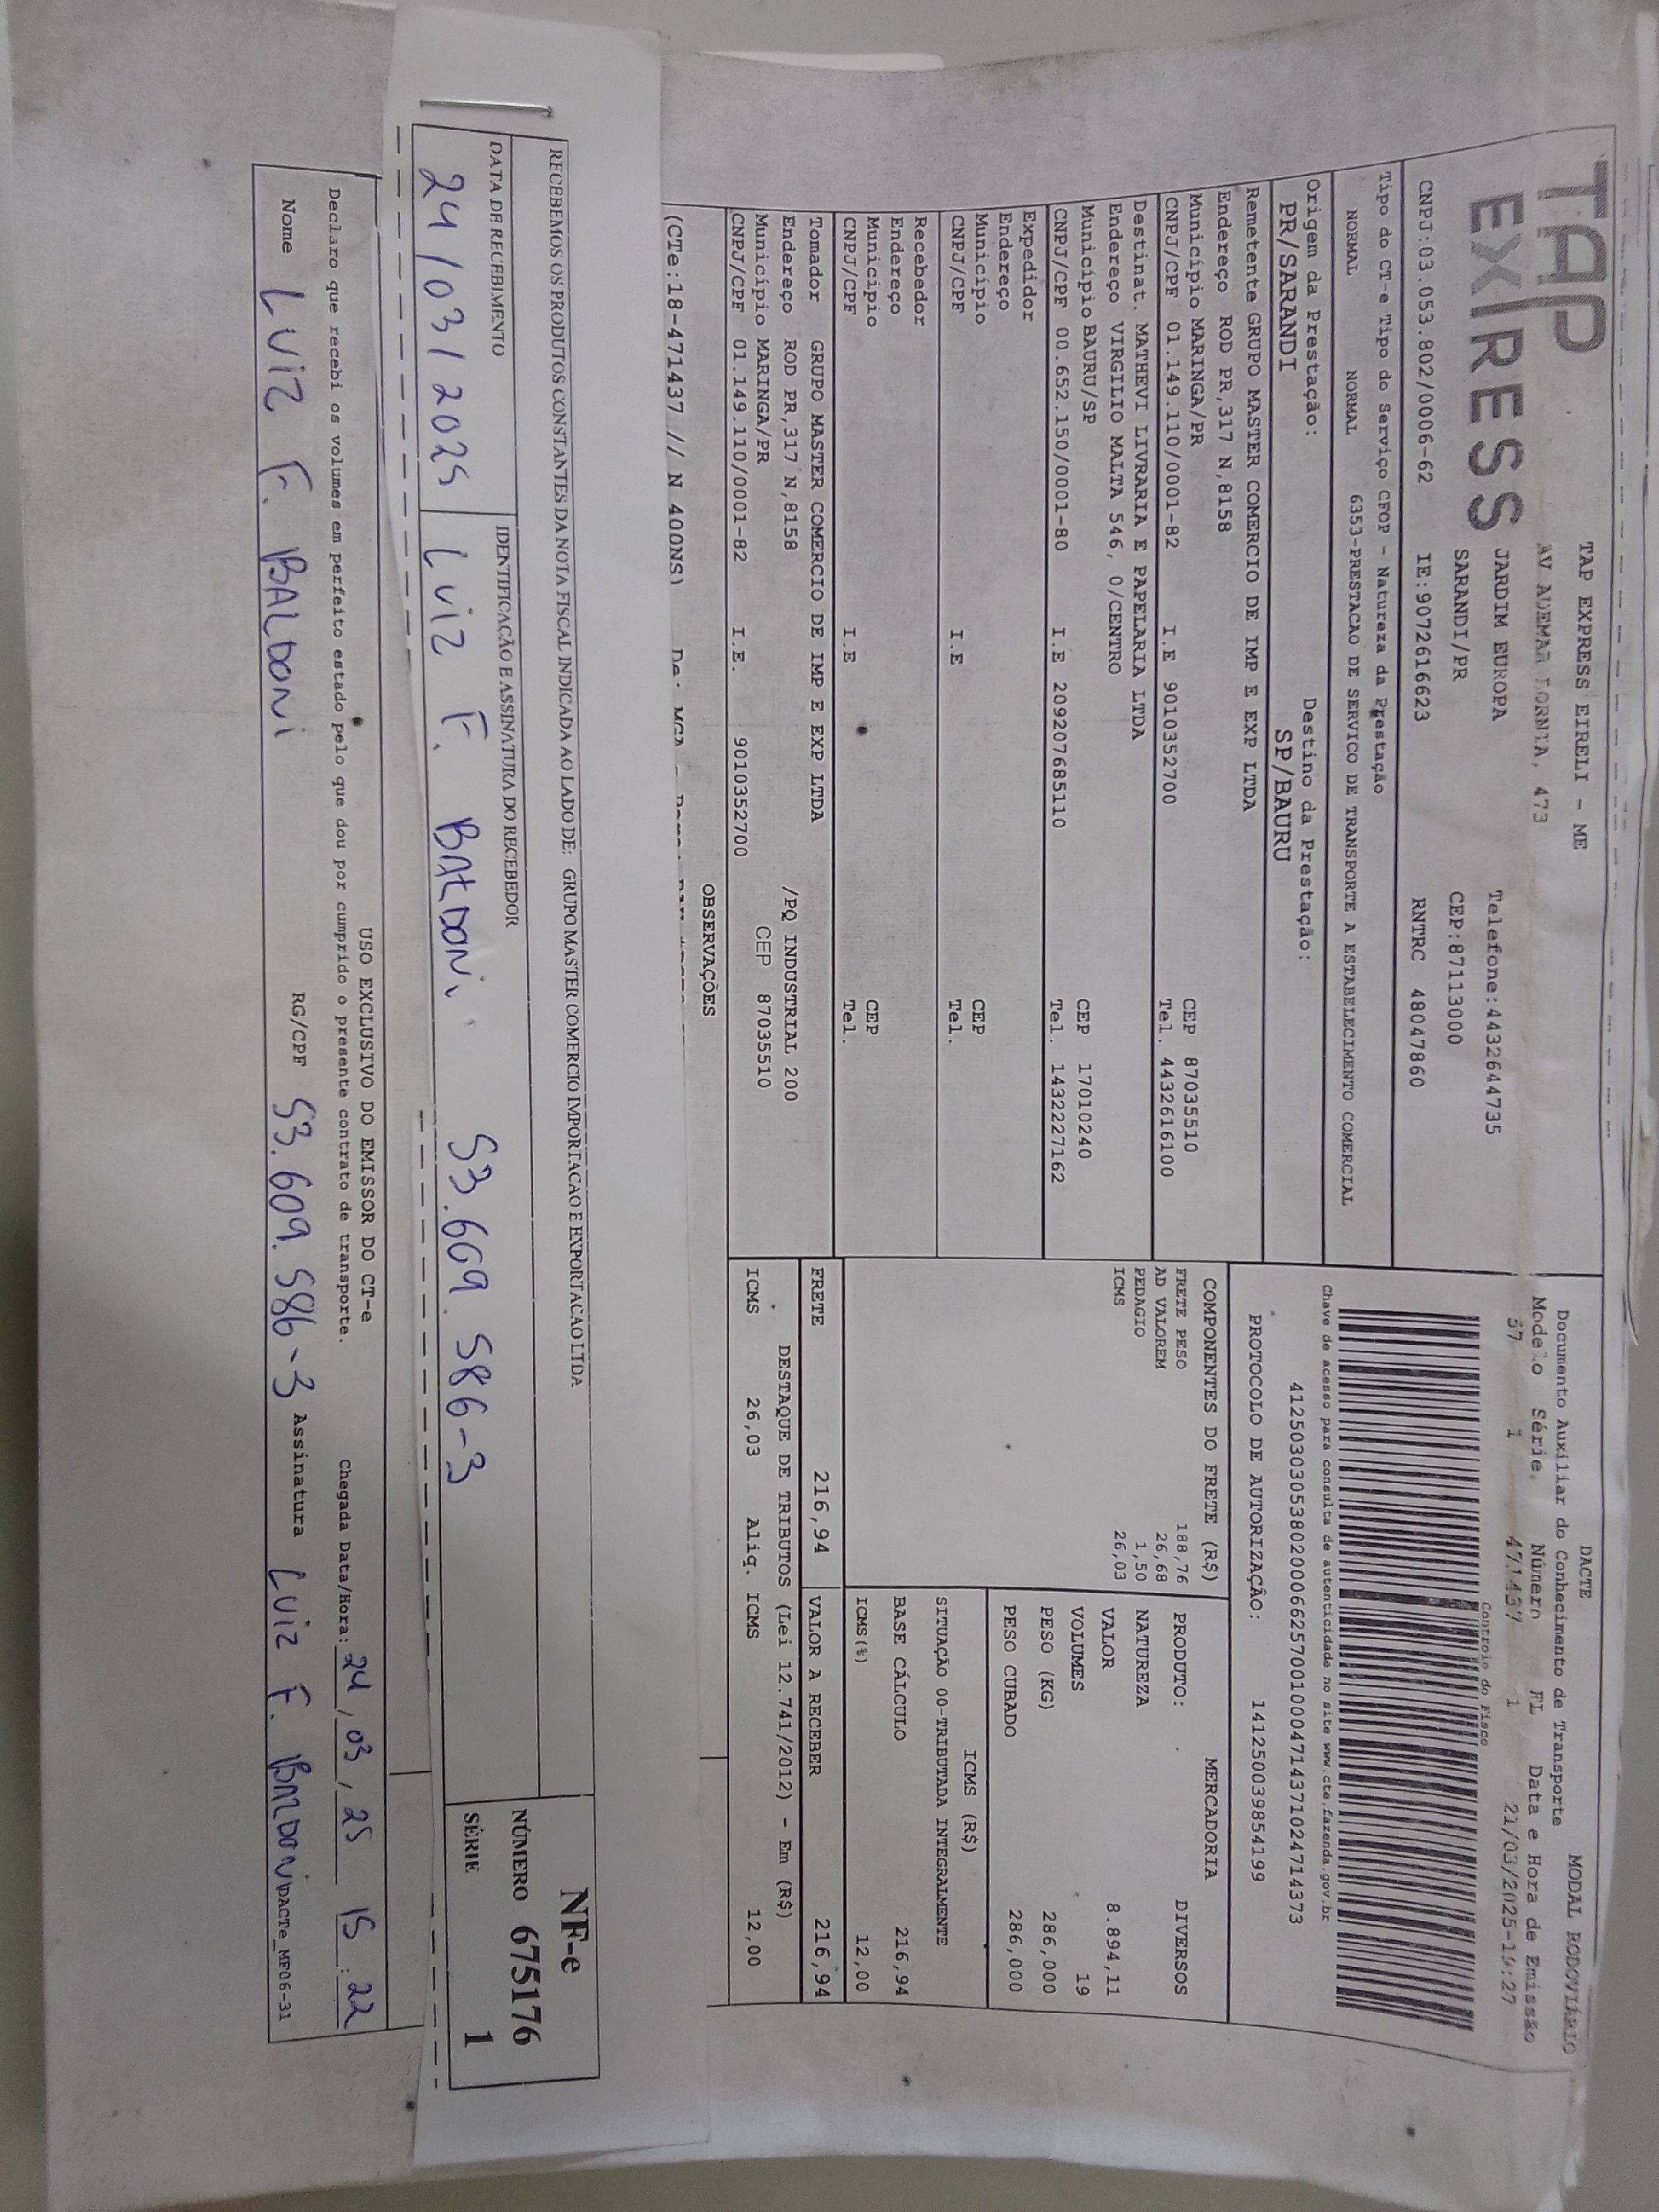 TAP
EXPRESS
TAP EXPRESS EIRELI - ME
AV ADEMAR BORNIA, 473
JARDIM EUROPA Telefone:4432644735
SARANDI/PR CEP:87113000
CNPJ:03.053.802/0006-62 IE:9072616623 RNTRC 48047860
DACTE MODAL RODOVIÁRIO
Documento Auxiliar do Conhecimento de Transporte
Modelo Série. Número FL Data e Hora de Emissão
57 1 471437 1 21/03/2025-19:27
Controle do Fisco
Tipo do CT-e Tipo do Serviço CFOP - Natureza da Prestação
NORMAL NORMAL 6353-PRESTACAO DE SERVICO DE TRANSPORTE A ESTABELECIMENTO COMERCIAL
Chave de acesso para consulta de autenticidade no site www.cte.fazenda.gov.br
41250303053802000662570010004714371024714373
Origem da Prestação: Destino da Prestação:
PR/SARANDI SP/BAURU
PROTOCOLO DE AUTORIZAÇÃO: 141250039854199
Remetente GRUPO MASTER COMERCIO DE IMP E EXP LTDA
Endereço ROD PR,317 N,8158
Município MARINGA/PR CEP 87035510
CNPJ/CPF 01.149.110/0001-82 I.E 9010352700 Tel. 4432616100
Destinat. MATHEVI LIVRARIA E PAPELARIA LTDA
Endereço VIRGILIO MALTA 546, 0/CENTRO
Município BAURU/SP CEP 17010240
CNPJ/CPF 00.652.150/0001-80 I.E 209207685110 Tel. 1432227162
Expedidor
Endereço
Município CEP
CNPJ/CPF I.E Tel.
Recebedor
Endereço
Município CEP
CNPJ/CPF I.E Tel.
Tomador GRUPO MASTER COMERCIO DE IMP E EXP LTDA
Endereço ROD PR,317 N,8158 /PQ INDUSTRIAL 200
Município MARINGA/PR CEP 87035510
CNPJ/CPF 01.149.110/0001-82 I.E. 9010352700
COMPONENTES DO FRETE (R$)
FRETE PESO 188,76
AD VALOREM 26,68
PEDAGIO 1,50
ICMS 26,03
MERCADORIA
PRODUTO: DIVERSOS
NATUREZA
VALOR 8.894,11
VOLUMES 19
PESO (KG) 286,000
PESO CUBADO 286,000
ICMS (R$)
SITUAÇÃO 00-TRIBUTADA INTEGRALMENTE
BASE CÁLCULO 216,94
ICMS(%) 12,00
FRETE 216,94 VALOR A RECEBER 216,94
DESTAQUE DE TRIBUTOS (Lei 12.741/2012) - Em (R$)
ICMS 26,03 Aliq. ICMS 12,00
OBSERVAÇÕES
(CTe:18-471437 // N 400NS)
RECEBEMOS OS PRODUTOS CONSTANTES DA NOTA FISCAL INDICADA AO LADO DE: GRUPO MASTER COMERCIO IMPORTACAO E EXPORTACAO LTDA
DATA DE RECEBIMENTO IDENTIFICAÇÃO E ASSINATURA DO RECEBEDOR
24/03/2025 Luiz F. Baldoni 53.609.586-3
NF-e
NÚMERO 675176
SÉRIE 1
USO EXCLUSIVO DO EMISSOR DO CT-e
Declaro que recebi os volumes em perfeito estado pelo que dou por cumprido o presente contrato de transporte. Chegada Data/Hora: 24/03/25 15:22
Nome Luiz F. Baldoni RG/CPF 53.609.586-3 Assinatura Luiz F. Baldoni DACTe_MF06-31